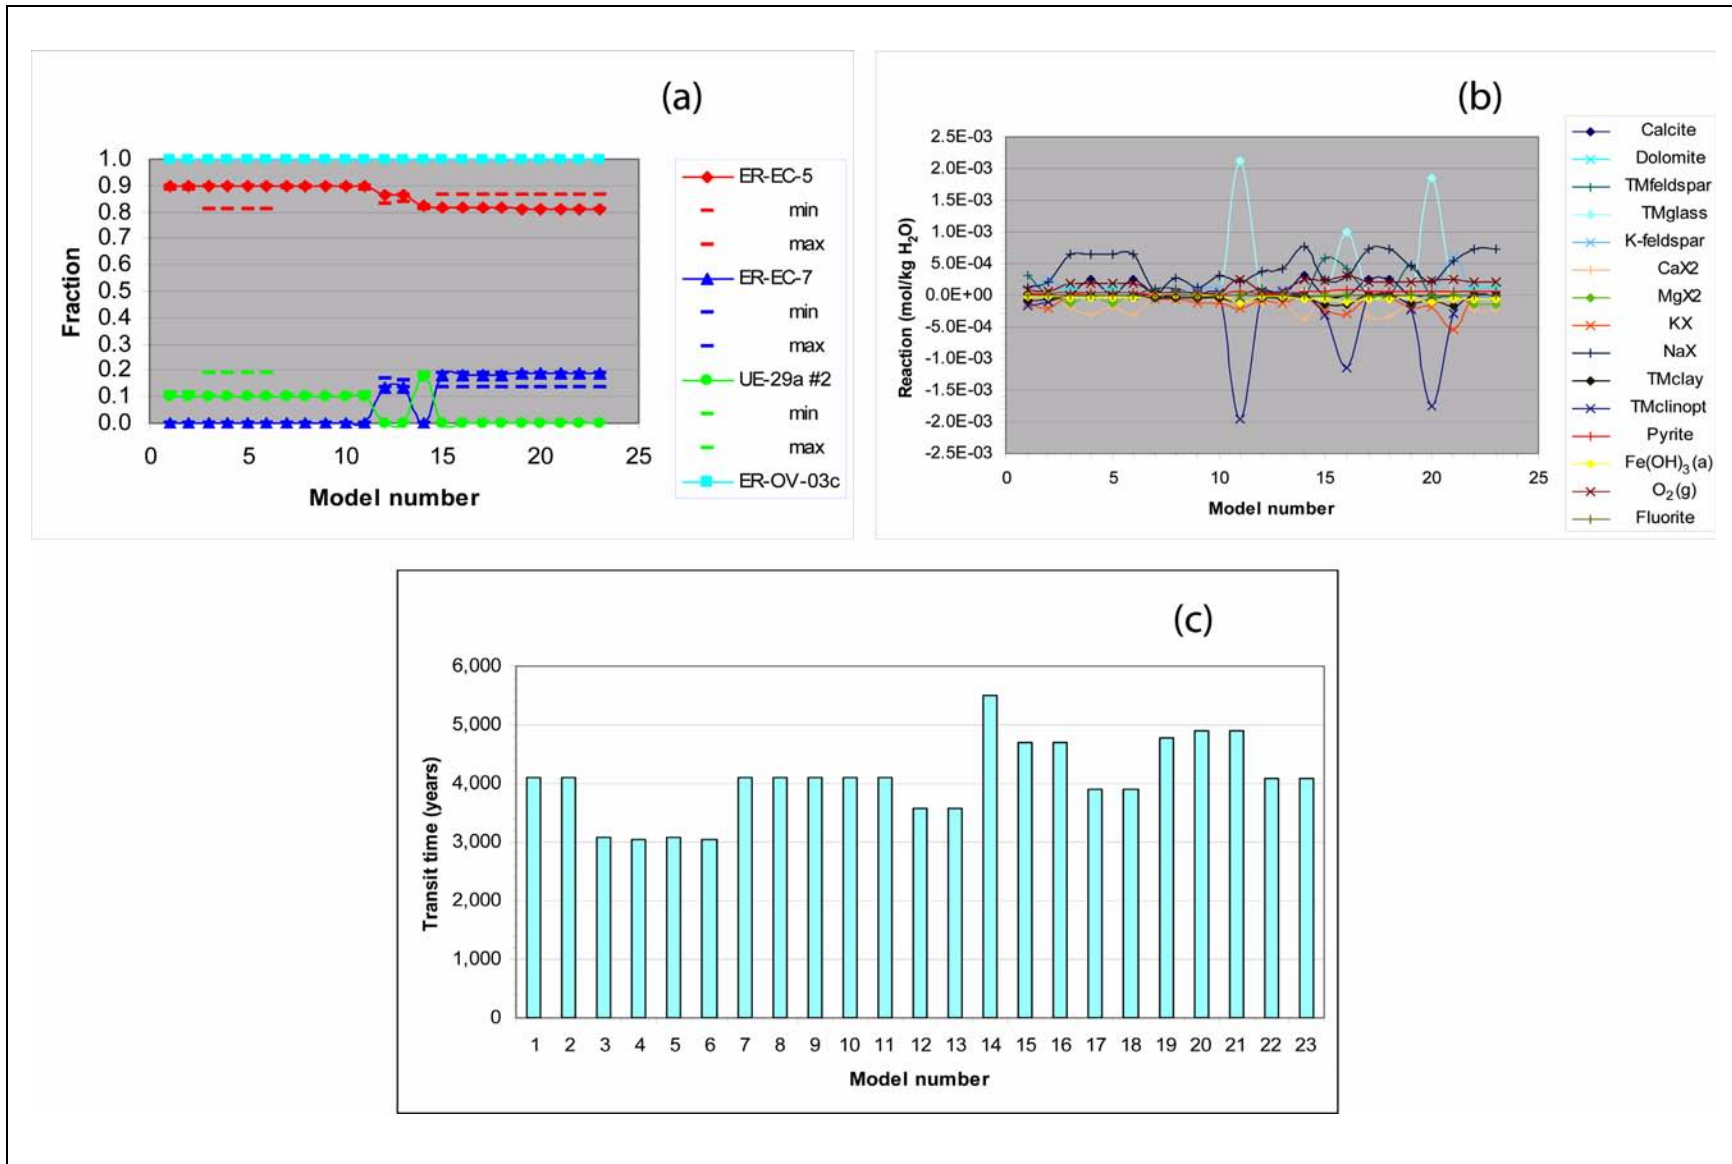 (a)
1.0
0.9
0.8
0.7
0.6
0.5
0.4
0.3
0.2
0.1
0.0
Fraction
0 5 10 15 20 25
Model number
ER-EC-5
min
max
ER-EC-7
min
max
UE-29a #2
min
max
ER-OV-03c
(b)
2.5E-03
2.0E-03
1.5E-03
1.0E-03
5.0E-04
0.0E+00
-5.0E-04
-1.0E-03
-1.5E-03
-2.0E-03
-2.5E-03
Reaction (mol/kg H₂O)
0 5 10 15 20 25
Model number
Calcite
Dolomite
TMfeldspar
TMglass
K-feldspar
CaX2
MgX2
KX
NaX
TMclay
TMclinopt
Pyrite
Fe(OH)₃(a)
O₂(g)
Fluorite
(c)
6,000
5,000
4,000
3,000
2,000
1,000
0
Transit time (years)
1 2 3 4 5 6 7 8 9 10 11 12 13 14 15 16 17 18 19 20 21 22 23
Model number